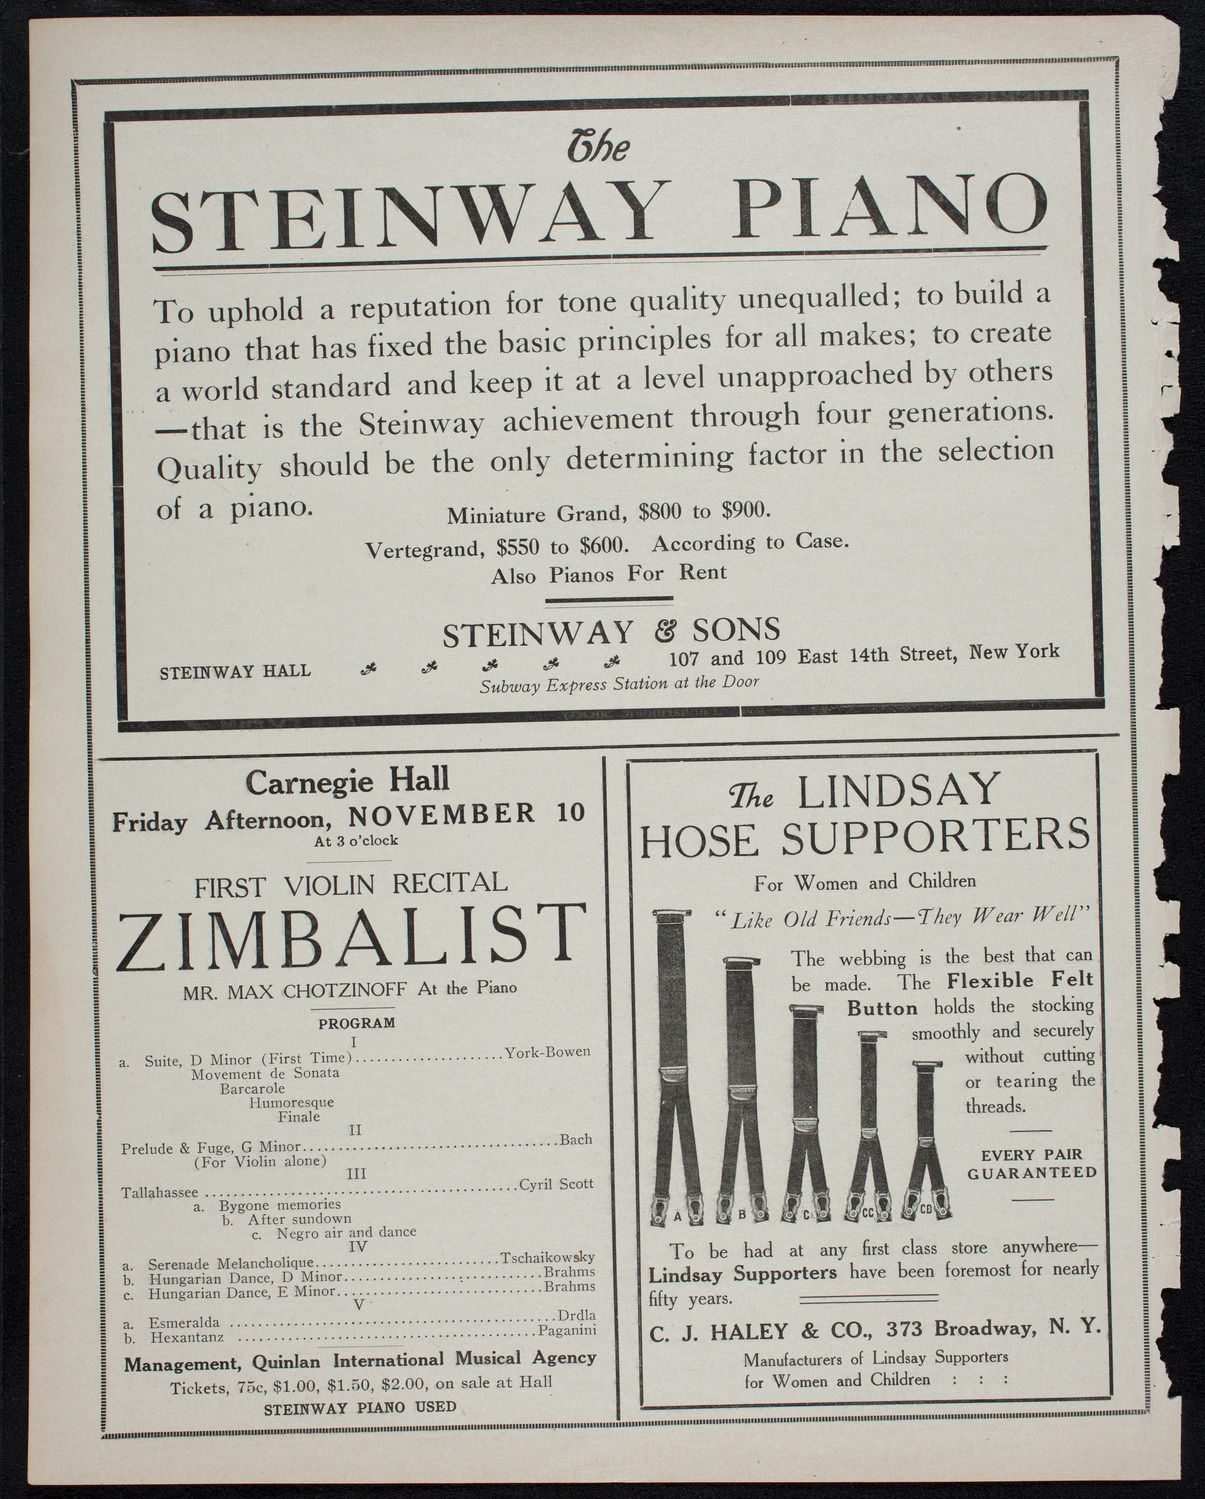 The
STEINWAY PIANO
To uphold a reputation for tone quality unequalled; to build a
piano that has fixed the basic principles for all makes; to create
a world standard and keep it at a level unapproached by others
—that is the Steinway achievement through four generations.
Quality should be the only determining factor in the selection
of a piano.
Miniature Grand, $800 to $900.
Vertegrand, $550 to $600. According to Case.
Also Pianos For Rent
STEINWAY & SONS
STEINWAY HALL 107 and 109 East 14th Street, New York
Subway Express Station at the Door
Carnegie Hall
Friday Afternoon, NOVEMBER 10
At 3 o'clock
FIRST VIOLIN RECITAL
ZIMBALIST
MR. MAX CHOTZINOFF At the Piano
PROGRAM
I
a. Suite, D Minor (First Time)....................York-Bowen
Movement de Sonata
Barcarole
Humoresque
Finale
II
Prelude & Fuge, G Minor...................................Bach
(For Violin alone)
III
Tallahassee ..........................................Cyril Scott
a. Bygone memories
b. After sundown
c. Negro air and dance
IV
a. Serenade Melancholique.........................Tschaikowsky
b. Hungarian Dance, D Minor...........................Brahms
c. Hungarian Dance, E Minor...........................Brahms
V
a. Esmeralda .............................................Drdla
b. Hexantanz ........................................Paganini
Management, Quinlan International Musical Agency
Tickets, 75c, $1.00, $1.50, $2.00, on sale at Hall
STEINWAY PIANO USED
The LINDSAY
HOSE SUPPORTERS
For Women and Children
"Like Old Friends—They Wear Well"
The webbing is the best that can
be made. The Flexible Felt
Button holds the stocking
smoothly and securely
without cutting
or tearing the
threads.
EVERY PAIR
GUARANTEED
A B C CC CB
To be had at any first class store anywhere—
Lindsay Supporters have been foremost for nearly
fifty years.
C. J. HALEY & CO., 373 Broadway, N. Y.
Manufacturers of Lindsay Supporters
for Women and Children : : :